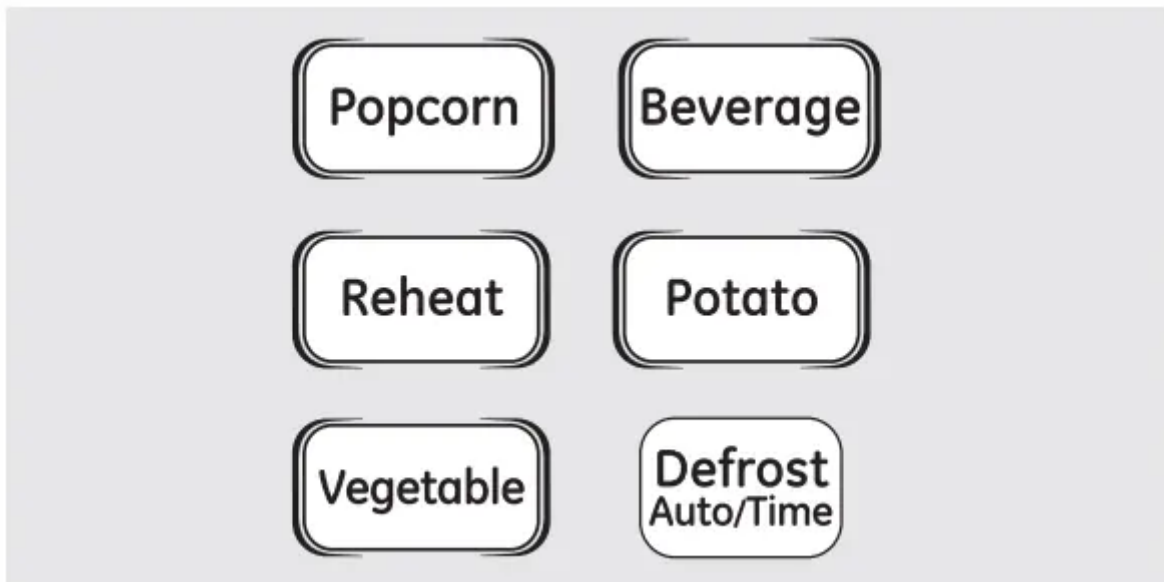 Popcorn
Beverage
Reheat
Potato
Vegetable
Defrost
Auto/Time